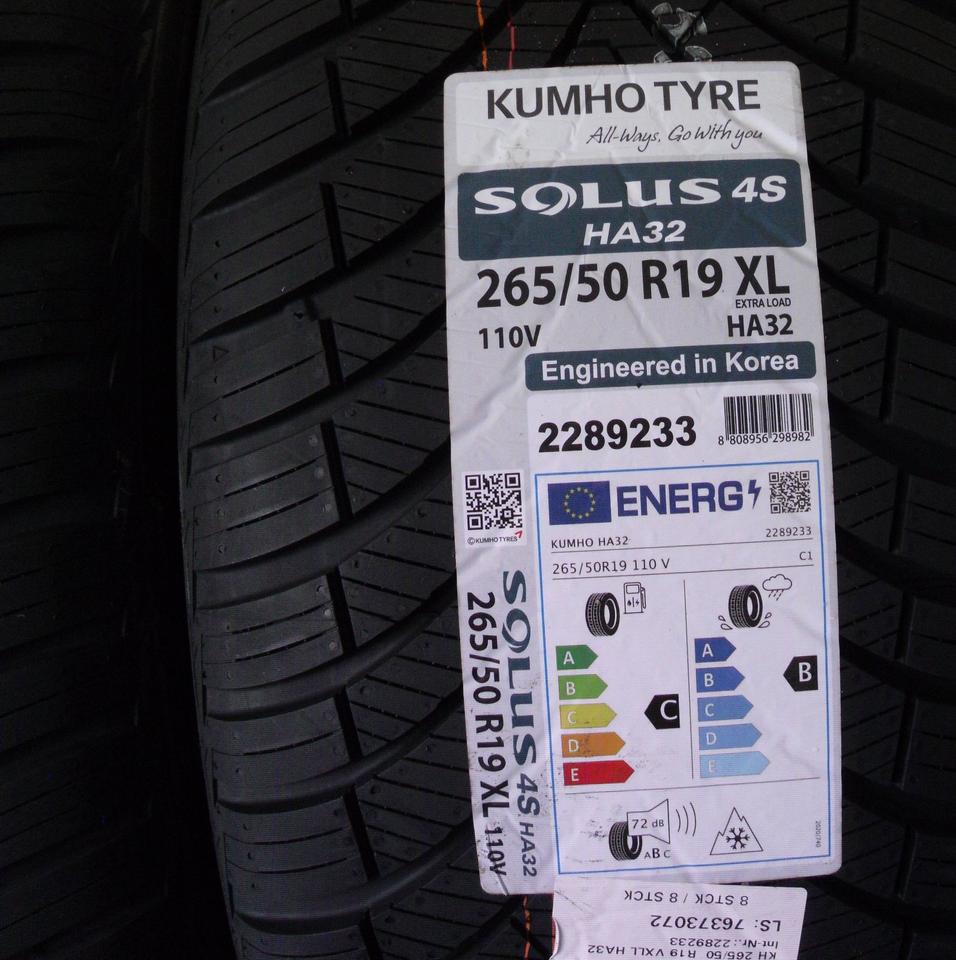 KUMHO TYRE
All-Ways, Go With you
SOLUS 4S
HA32
265/50 R19 XL
EXTRA LOAD
110V HA32
Engineered in Korea
2289233
8 808956 298982
ENERG
©KUMHO TYRES
KUMHO HA32 2289233
265/50R19 110 V C1
A
B
C
D
E
C
A
B
C
D
E
B
72 dB
ABC
2020/740
SOLUS 4S HA32
265/50 R19 XL 110V
KH 265/50 R19 VXLL HA32
Int-Nr.: 2289233
LS: 76373072
8 STCK / 8 STCK